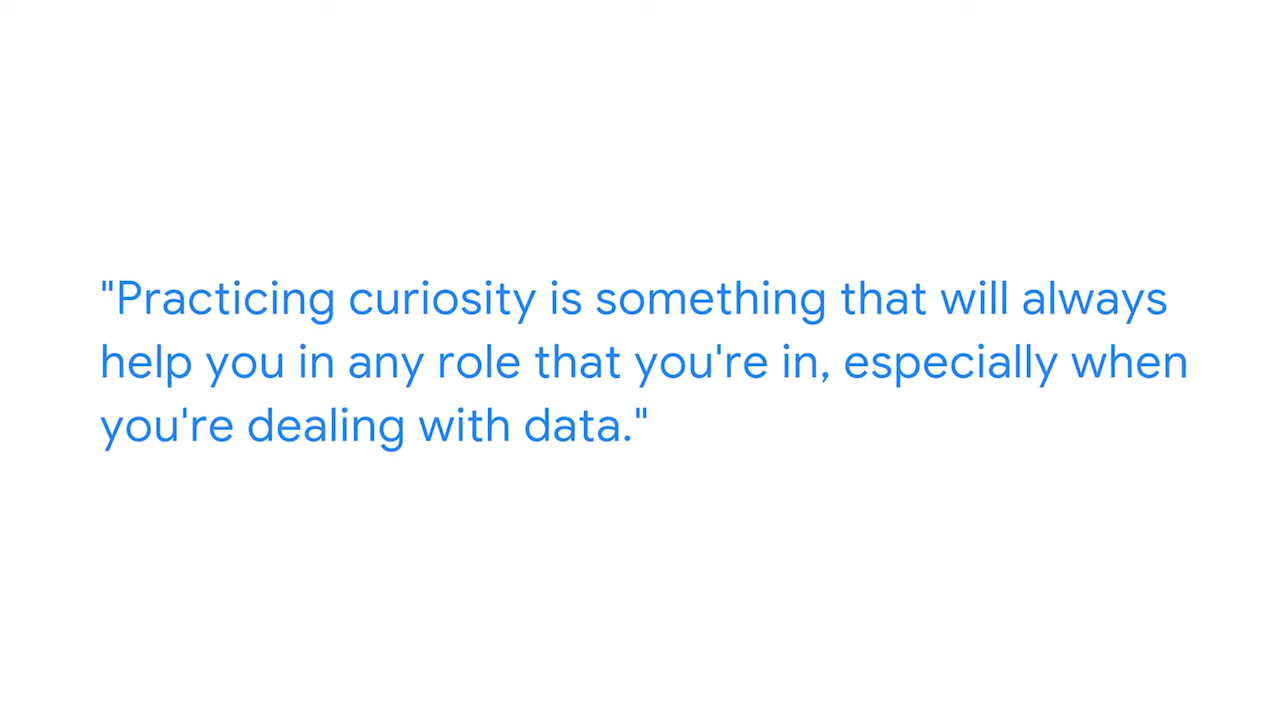 "Practicing curiosity is something that will always
help you in any role that you're in, especially when
you're dealing with data."